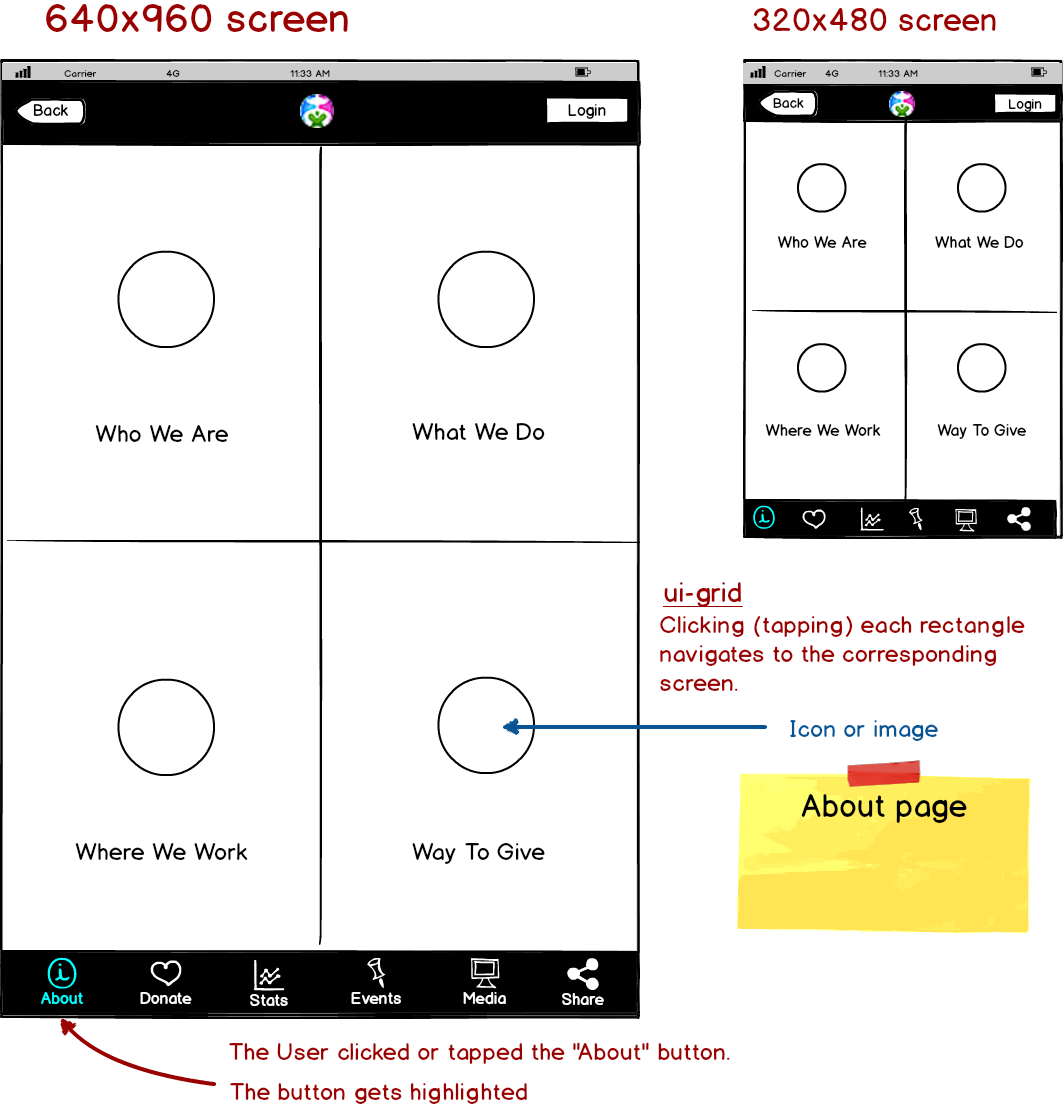 640x960 screen
320x480 screen
Carrier 4G 11:33 AM
Back
Login
Who We Are
What We Do
Where We Work
Way To Give
About
Donate
Stats
Events
Media
Share
Carrier 4G 11:33 AM
Back
Login
Who We Are
What We Do
Where We Work
Way To Give
ui-grid
Clicking (tapping) each rectangle
navigates to the corresponding
screen.
Icon or image
About page
The User clicked or tapped the "About" button.
The button gets highlighted